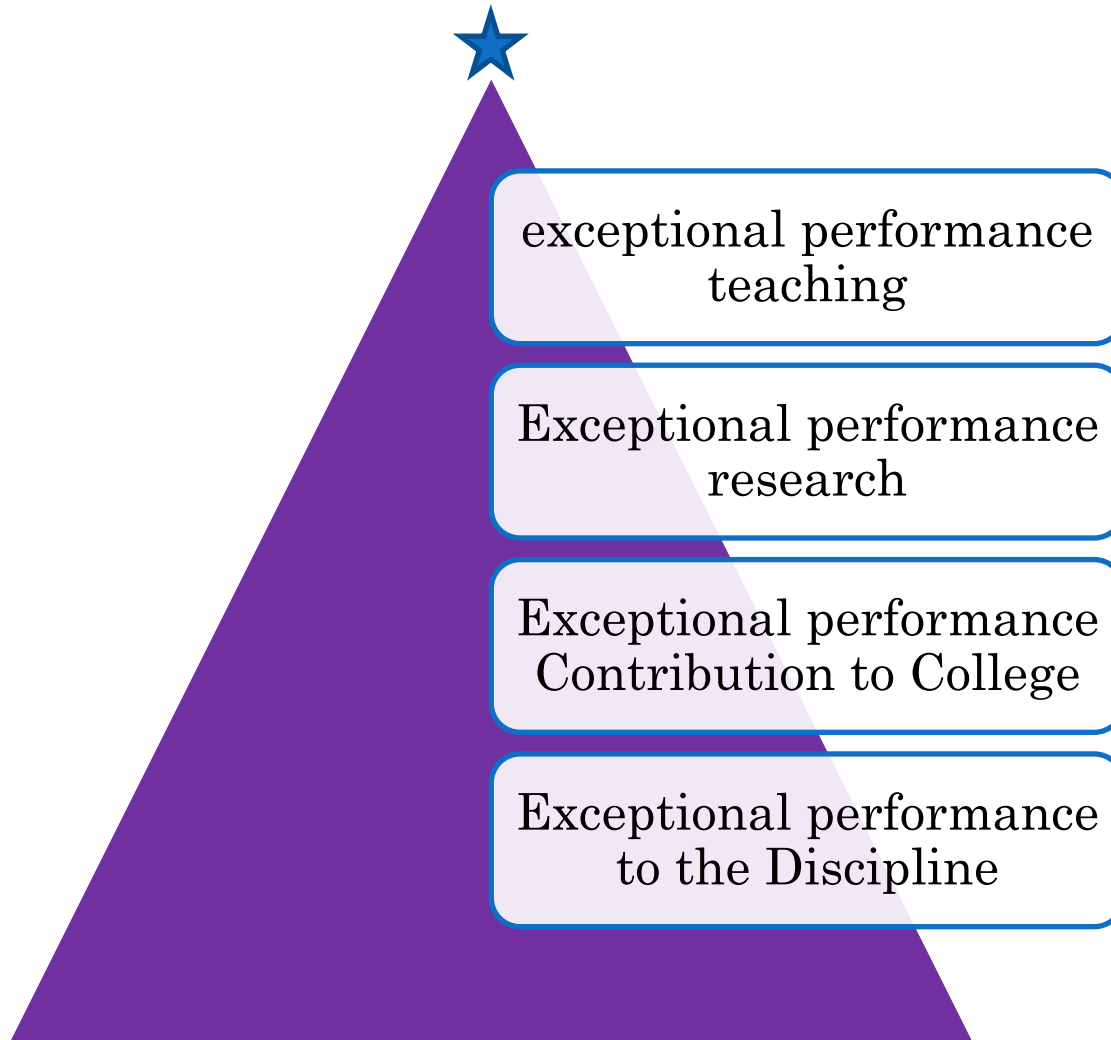 exceptional performance
teaching
Exceptional performance
research
Exceptional performance
Contribution to College
Exceptional performance
to the Discipline